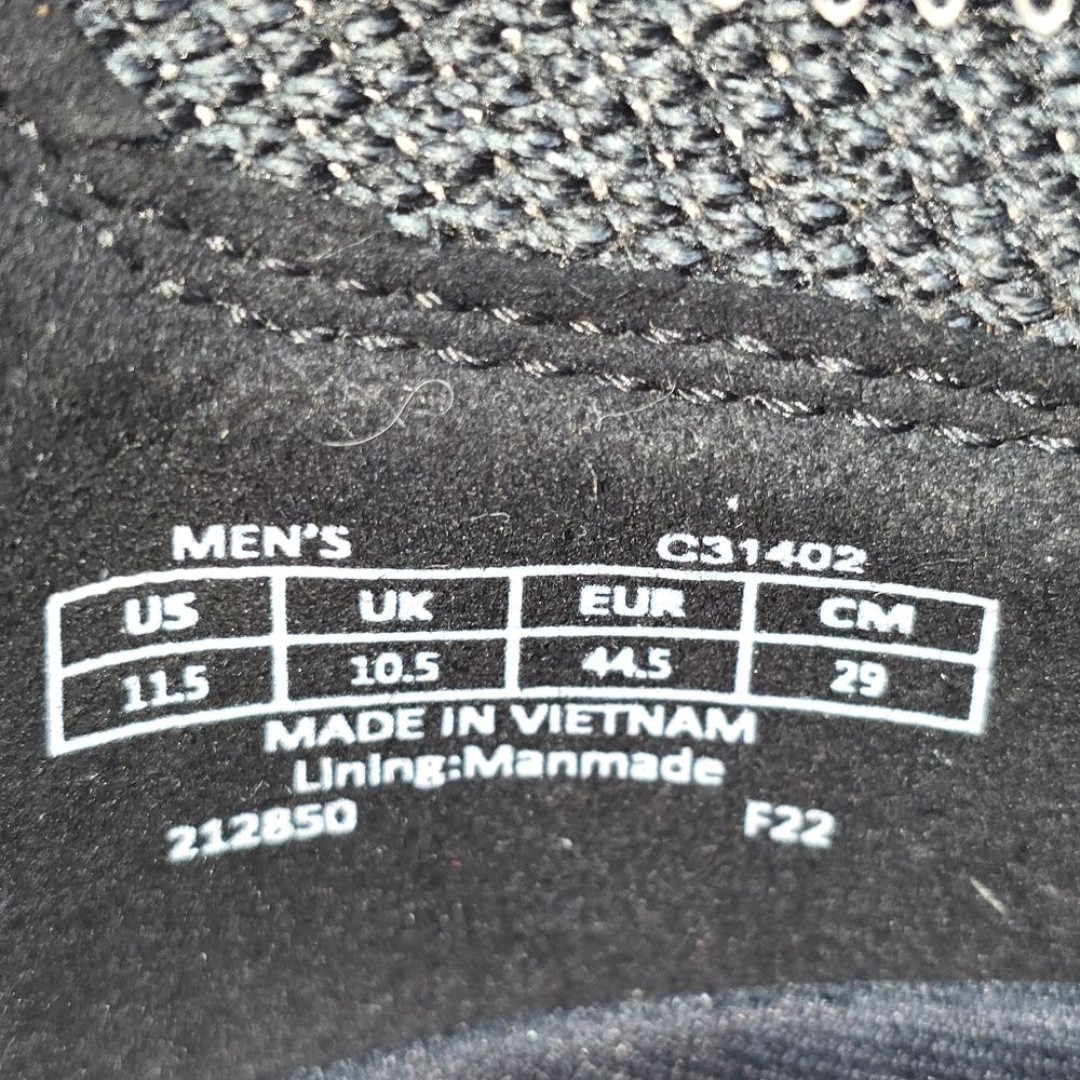 MEN'S C31402
US UK EUR CM
11.5 10.5 44.5 29
MADE IN VIETNAM
Lining:Manmade
212850 F22